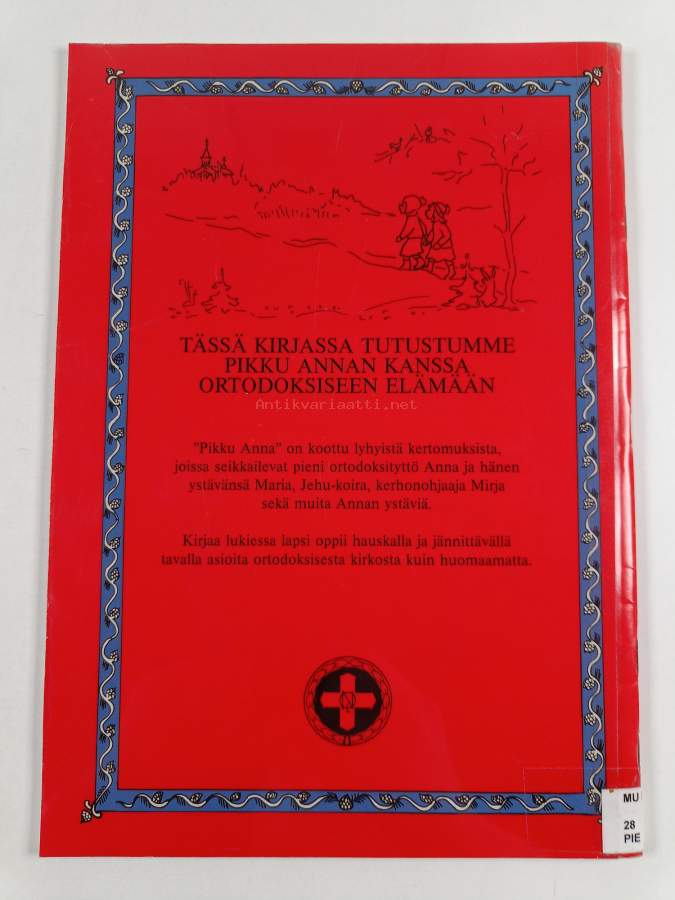 TÄSSÄ KIRJASSA TUTUSTUMME
PIKKU ANNAN KANSSA
ORTODOKSISEEN ELÄMÄÄN
Antikvariaatti.net
"Pikku Anna" on koottu lyhyistä kertomuksista,
joissa seikkailevat pieni ortodoksityttö Anna ja hänen
ystävänsä Maria, Jehu-koira, kerhonohjaaja Mirja
sekä muita Annan ystäviä.
Kirjaa lukiessa lapsi oppii hauskalla ja jännittävällä
tavalla asioita ortodoksisesta kirkosta kuin huomaamatta.
MU
28
PIE